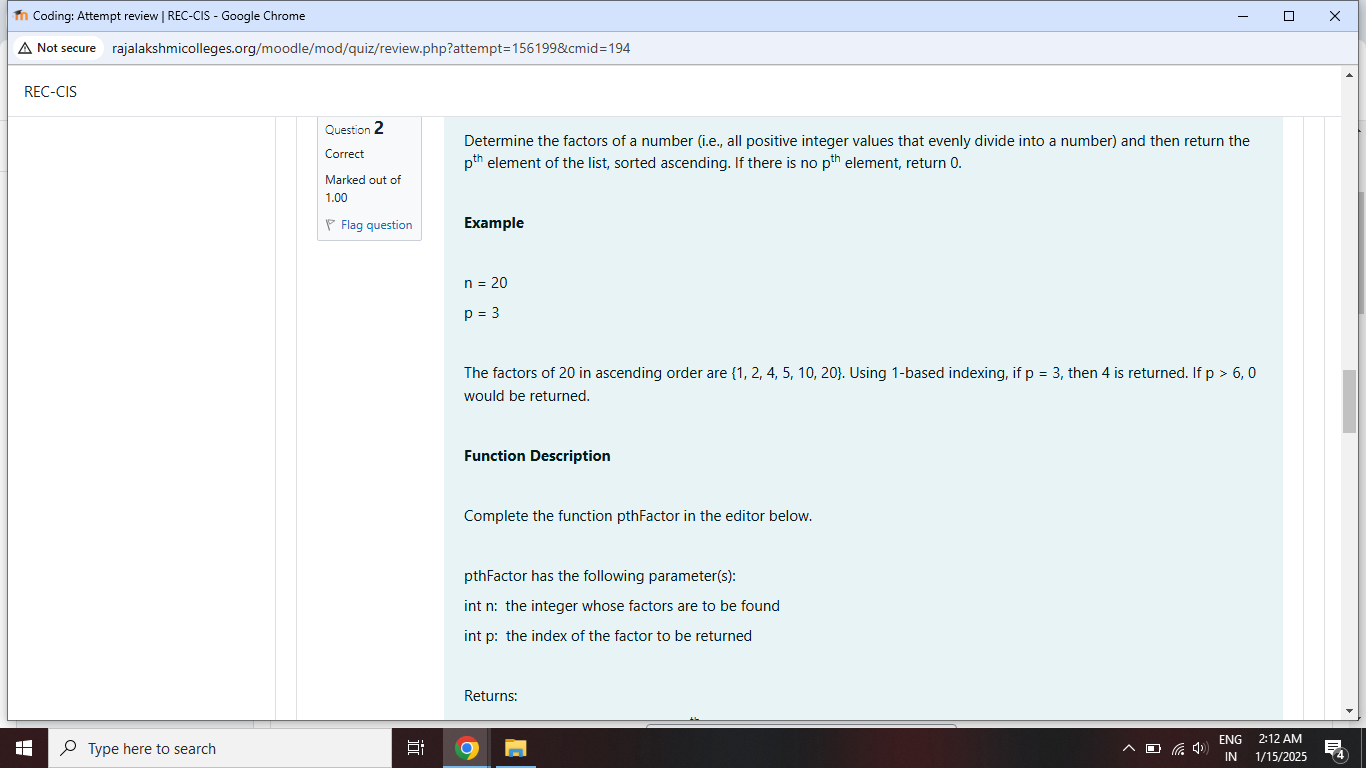 Coding: Attempt review | REC-CIS - Google Chrome
Not secure rajalakshmicolleges.org/moodle/mod/quiz/review.php?attempt=156199&cmid=194
REC-CIS
Question 2
Correct
Marked out of
1.00
Flag question
Determine the factors of a number (i.e., all positive integer values that evenly divide into a number) and then return the
pth element of the list, sorted ascending. If there is no pth element, return 0.
Example
n = 20
p = 3
The factors of 20 in ascending order are {1, 2, 4, 5, 10, 20}. Using 1-based indexing, if p = 3, then 4 is returned. If p > 6, 0
would be returned.
Function Description
Complete the function pthFactor in the editor below.
pthFactor has the following parameter(s):
int n:  the integer whose factors are to be found
int p:  the index of the factor to be returned
Returns:
Type here to search
ENG
IN
2:12 AM
1/15/2025
4